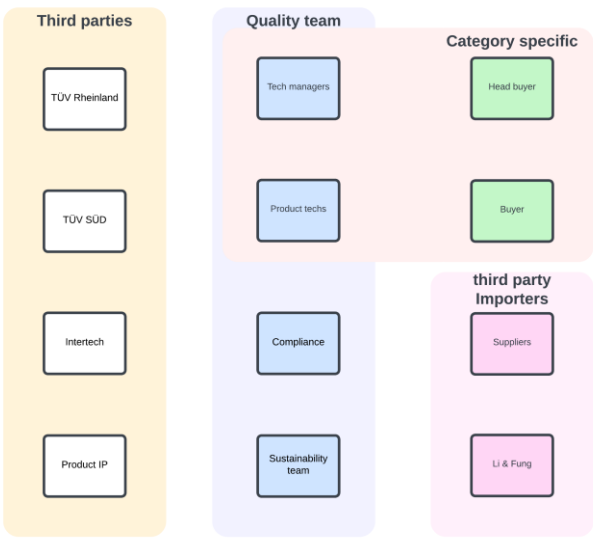 Third parties
TÜV Rheinland
TÜV SÜD
Intertech
Product IP
Quality team
Tech managers
Product techs
Compliance
Sustainability
team
Category specific
Head buyer
Buyer
third party
Importers
Suppliers
Li & Fung